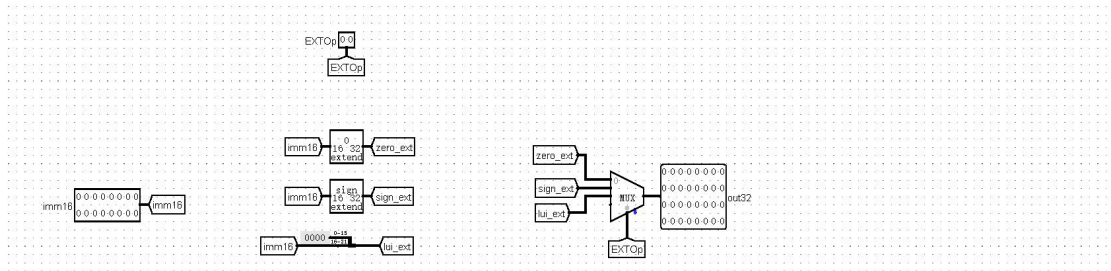 EXTOp 0 0
EXTOp
imm16 0 16 32 extend zero_ext
imm16 sign 16 32 extend sign_ext
imm16 0000 0-15 16-31 lui_ext
imm16 0 0 0 0 0 0 0 0 imm16
0 0 0 0 0 0 0 0
zero_ext
sign_ext
lui_ext
0
MUX
EXTOp
0 0 0 0 0 0 0 0
0 0 0 0 0 0 0 0
0 0 0 0 0 0 0 0
0 0 0 0 0 0 0 0
out32